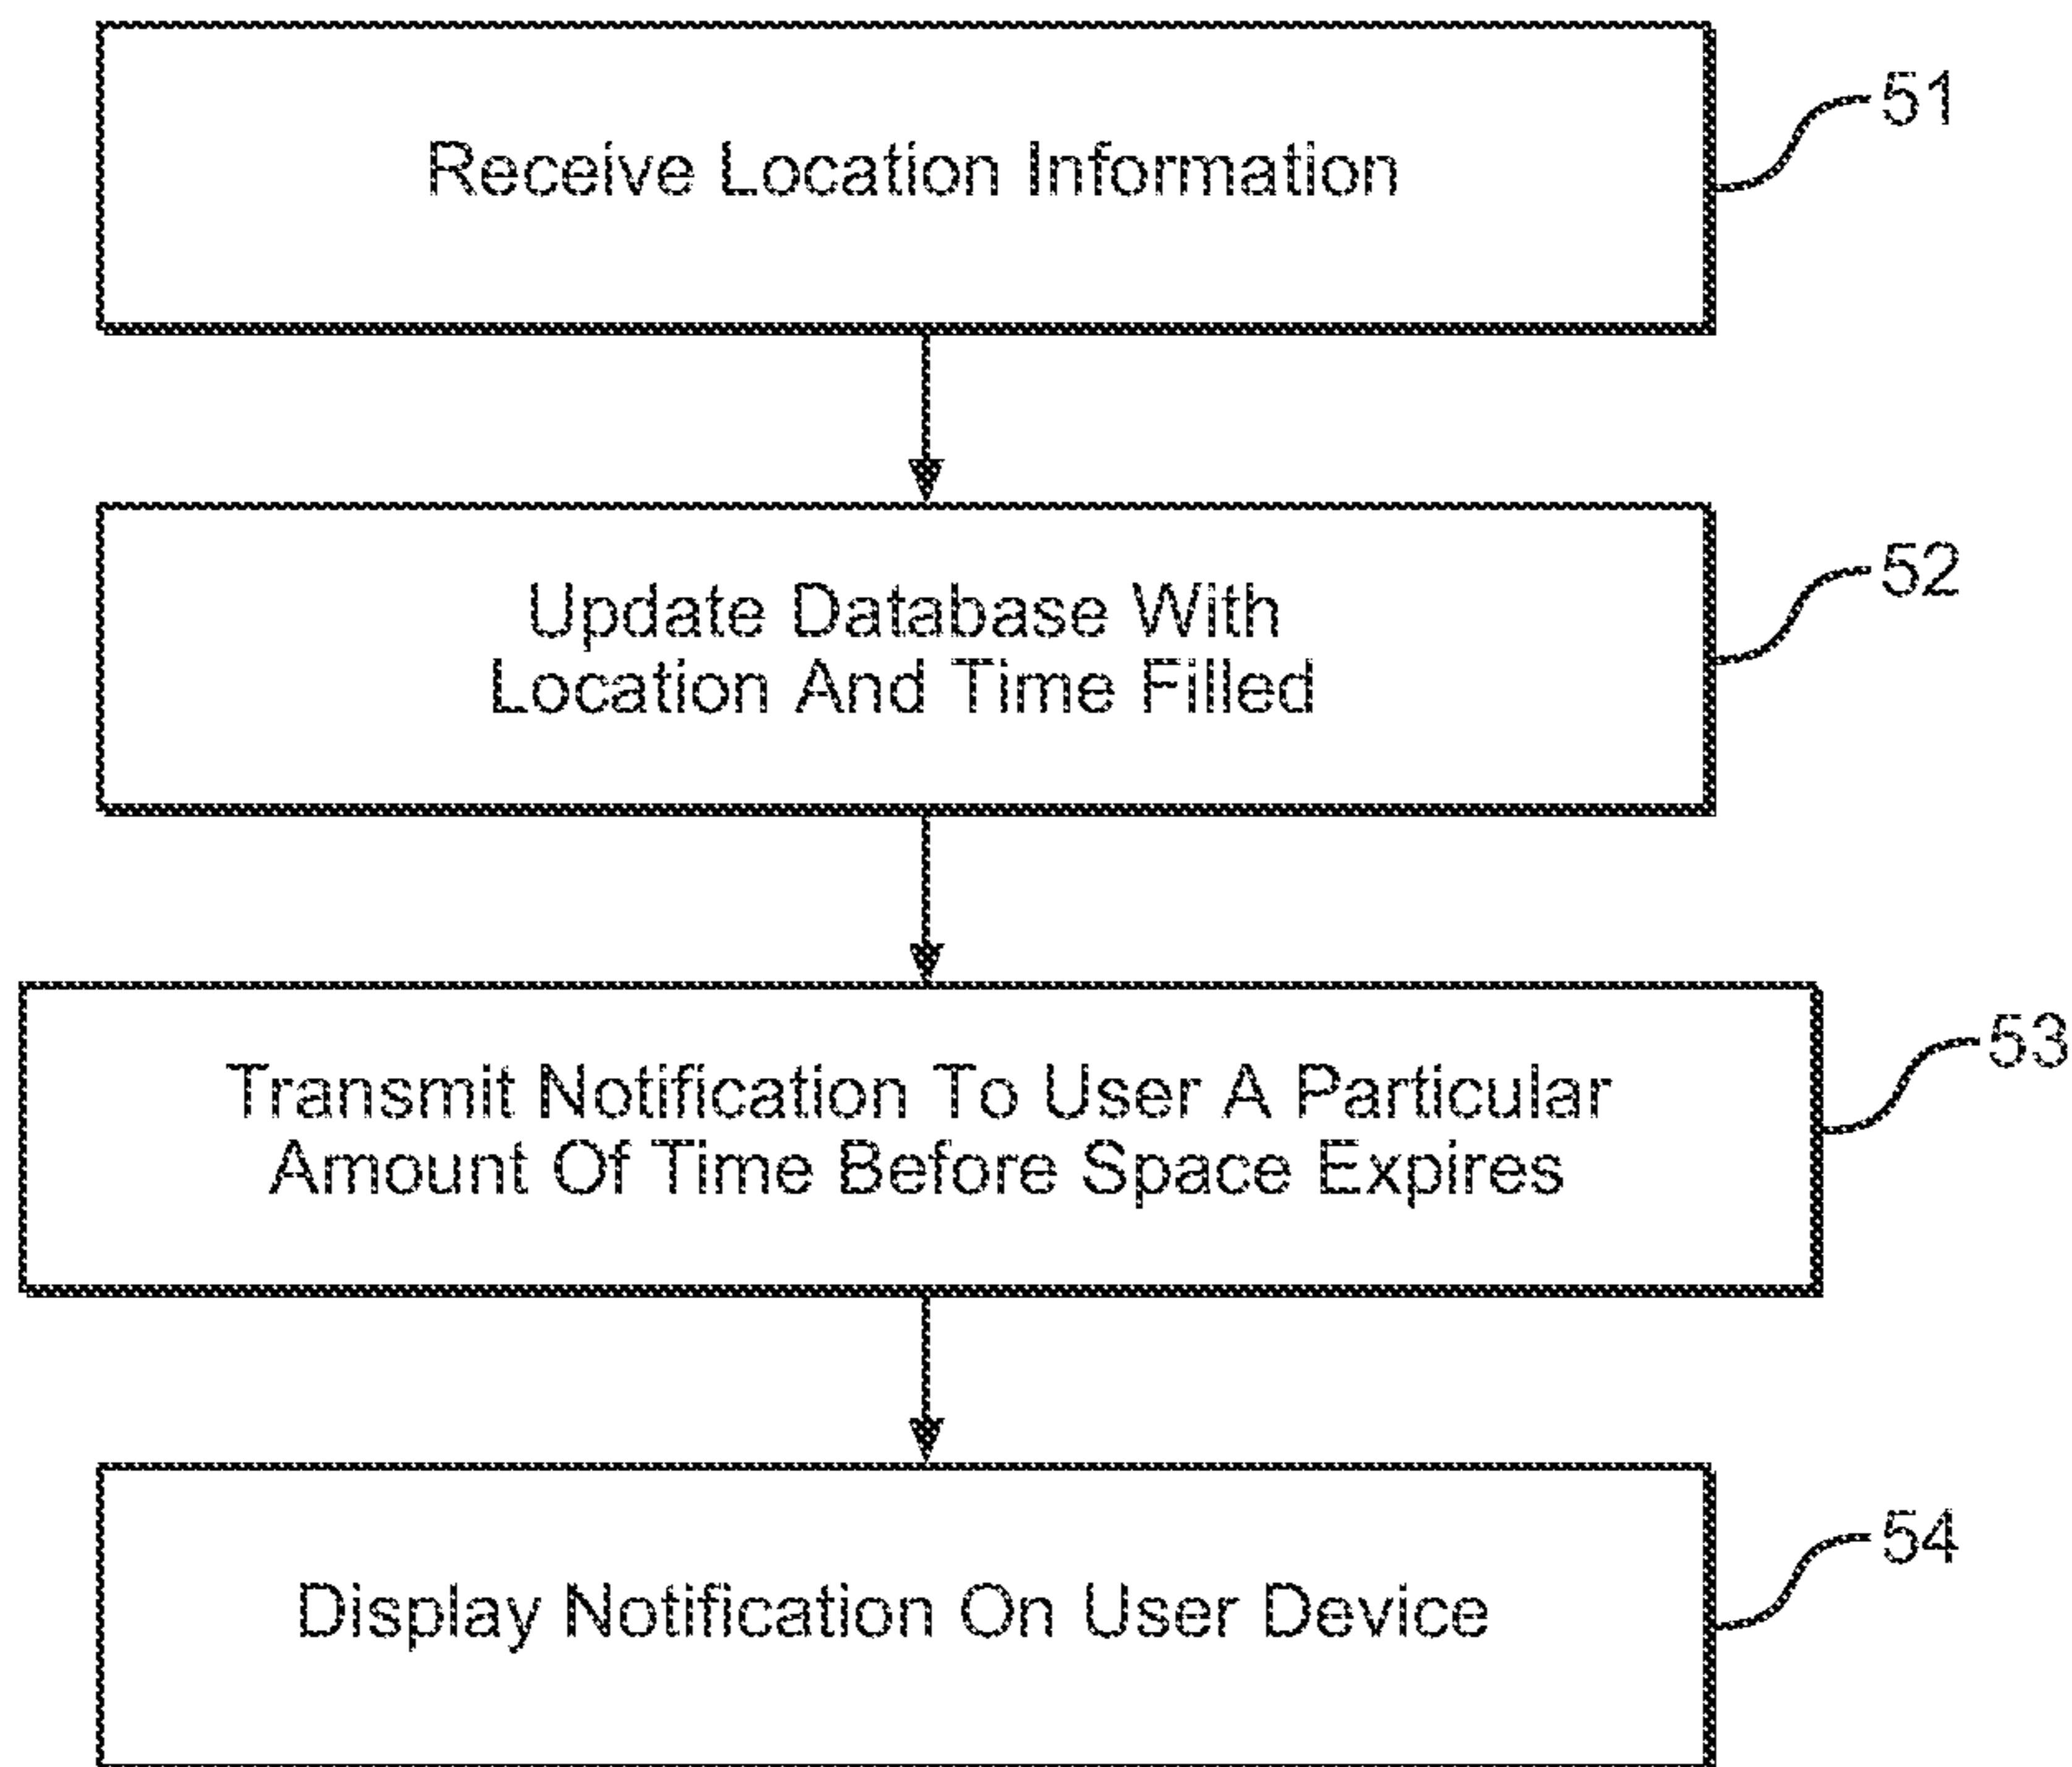 Receive Location Information
51
Update Database With
Location And Time Filled
52
Transmit Notification To User A Particular
Amount Of Time Before Space Expires
53
Display Notification On User Device
54